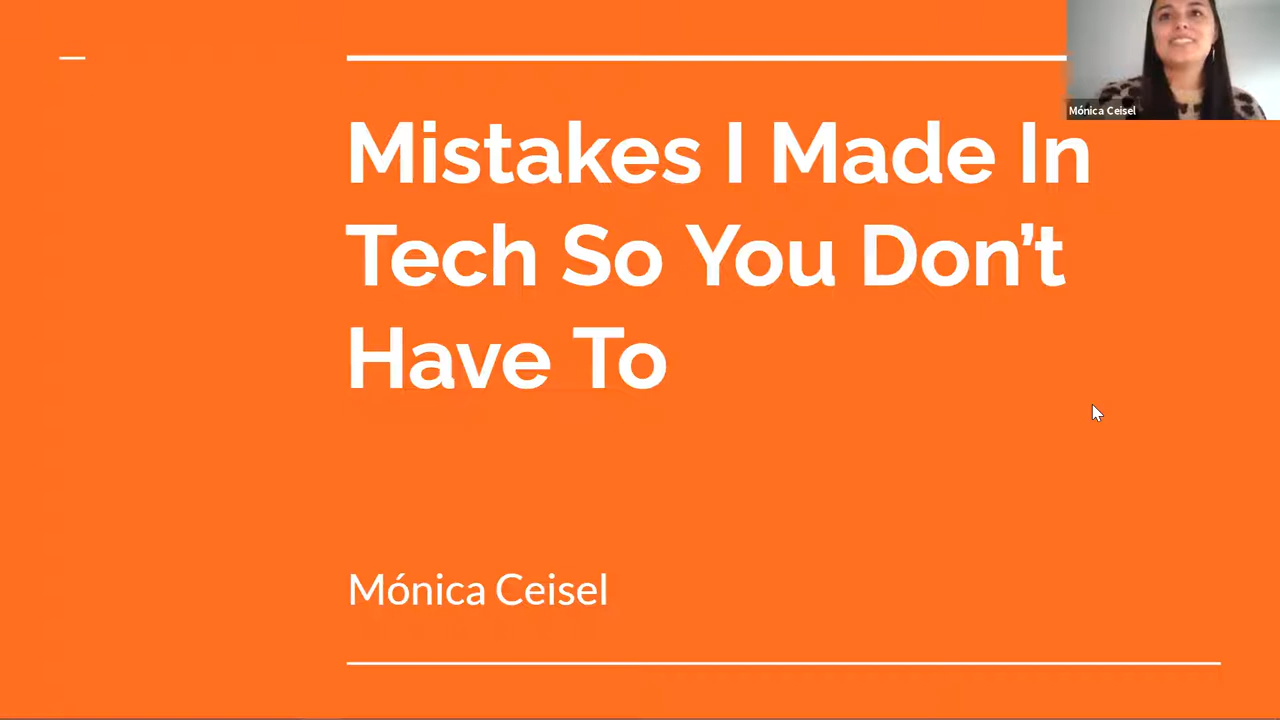 Mónica Ceisel
Mistakes I Made In
Tech So You Don’t
Have To
Mónica Ceisel